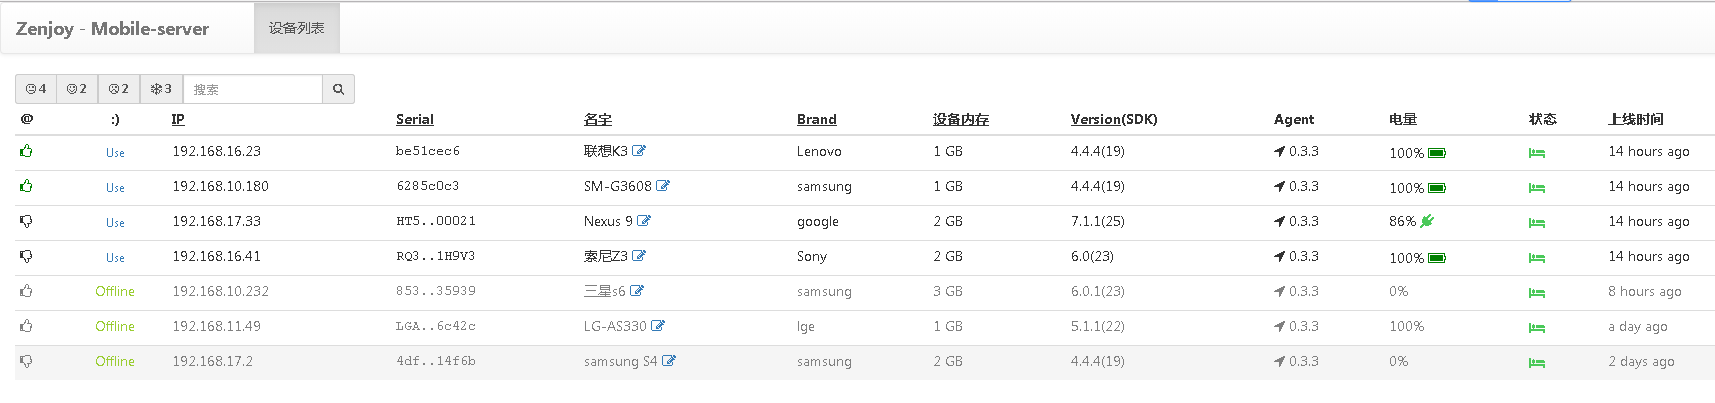 Zenjoy - Mobile-server 设备列表
4 2 2 3 搜索
@ :) IP Serial 名字 Brand 设备内存 Version(SDK) Agent 电量 状态 上线时间
Use 192.168.16.23 be51cec6 联想K3 Lenovo 1 GB 4.4.4(19) 0.3.3 100% 14 hours ago
Use 192.168.10.180 6285c0c3 SM-G3608 samsung 1 GB 4.4.4(19) 0.3.3 100% 14 hours ago
Use 192.168.17.33 HT5..00021 Nexus 9 google 2 GB 7.1.1(25) 0.3.3 86% 14 hours ago
Use 192.168.16.41 RQ3..1H9V3 索尼Z3 Sony 2 GB 6.0(23) 0.3.3 100% 14 hours ago
Offline 192.168.10.232 853..35939 三星s6 samsung 3 GB 6.0.1(23) 0.3.3 0% 8 hours ago
Offline 192.168.11.49 LGA..6c42c LG-AS330 lge 1 GB 5.1.1(22) 0.3.3 100% a day ago
Offline 192.168.17.2 4df..14f6b samsung S4 samsung 2 GB 4.4.4(19) 0.3.3 0% 2 days ago